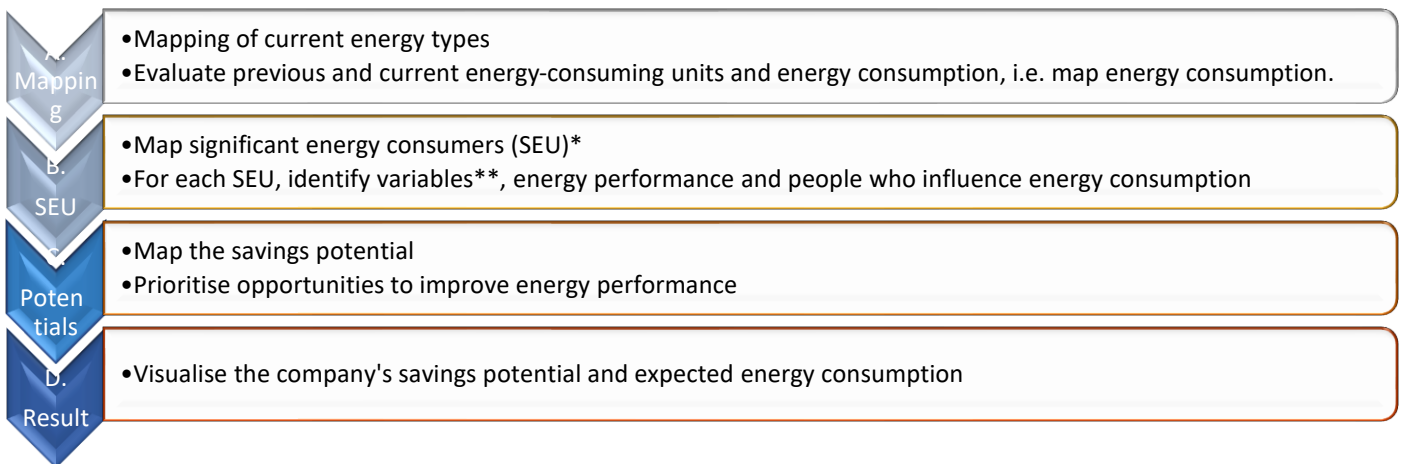 A.
Mappin
g
•Mapping of current energy types
•Evaluate previous and current energy-consuming units and energy consumption, i.e. map energy consumption.
B.
SEU
•Map significant energy consumers (SEU)*
•For each SEU, identify variables**, energy performance and people who influence energy consumption
C.
Poten
tials
•Map the savings potential
•Prioritise opportunities to improve energy performance
D.
Result
•Visualise the company's savings potential and expected energy consumption